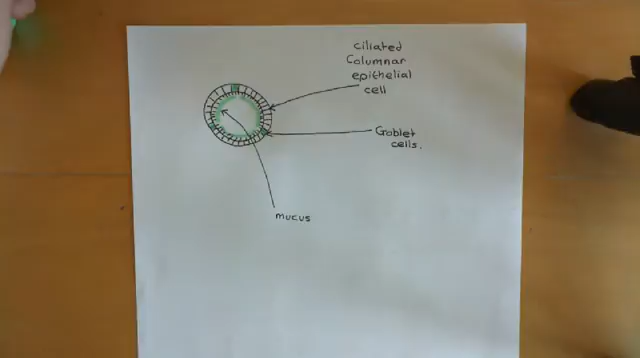 ciliated
Columnar
epithelial
cell
Goblet
cells.
mucus